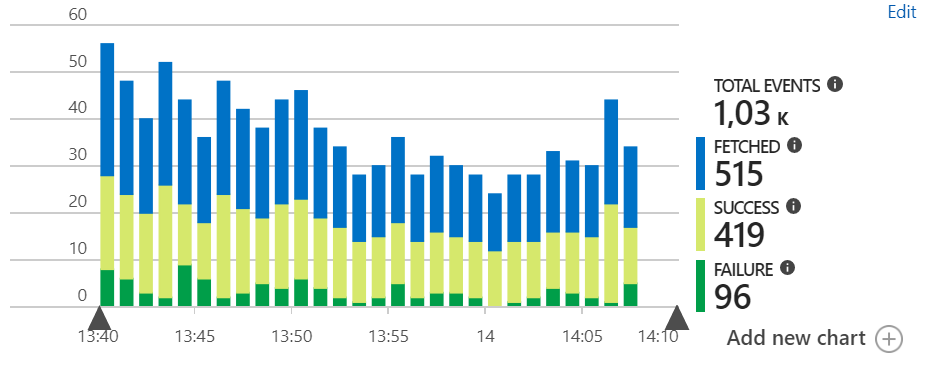 Edit
60
50
40
30
20
10
0
13:40 13:45 13:50 13:55 14 14:05 14:10
TOTAL EVENTS
1,03 K
FETCHED
515
SUCCESS
419
FAILURE
96
Add new chart